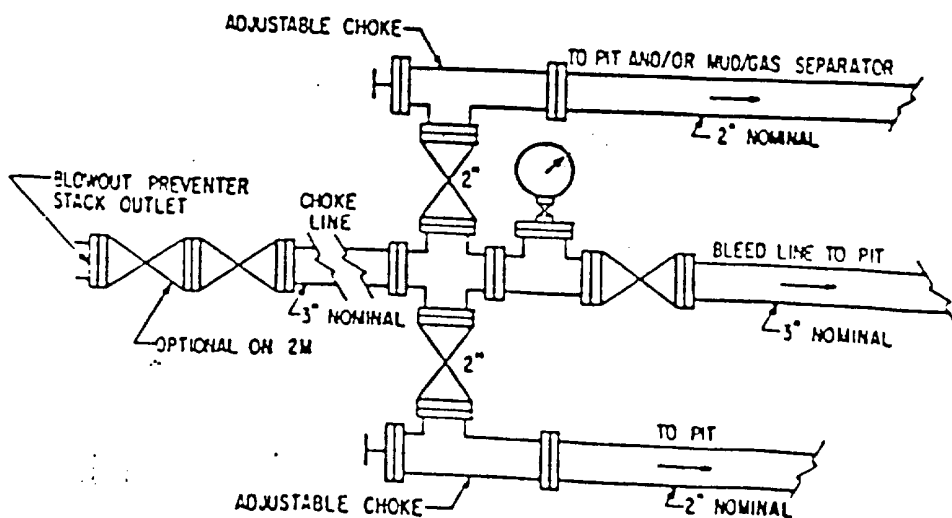 ADJUSTABLE CHOKE
TO PIT AND/OR MUD/GAS SEPARATOR
2" NOMINAL
BLOWOUT PREVENTER
STACK OUTLET
CHOKE
LINE
2"
BLEED LINE TO PIT
3" NOMINAL
3" NOMINAL
OPTIONAL ON 2M
2"
TO PIT
ADJUSTABLE CHOKE
2" NOMINAL